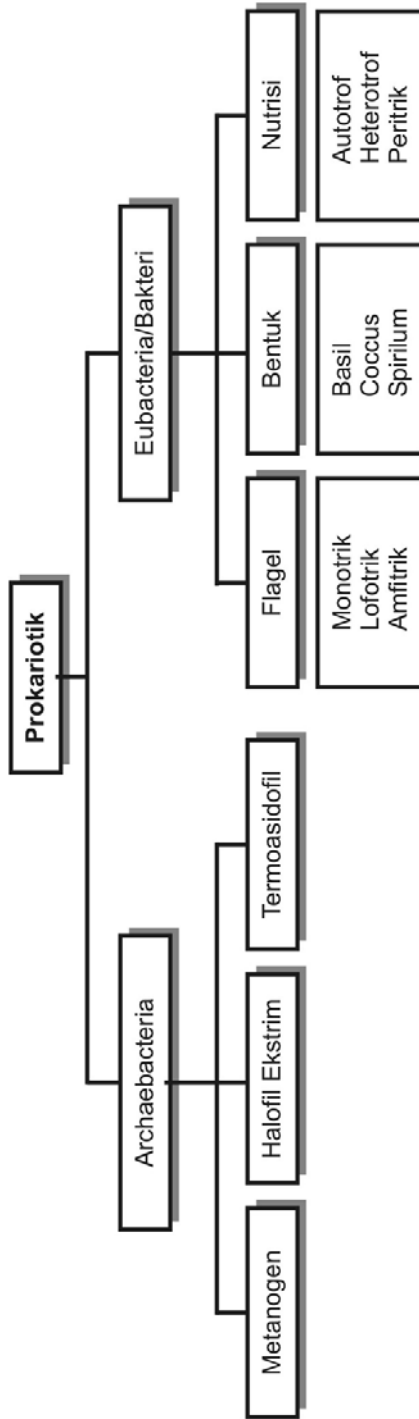 Prokariotik
Archaebacteria
Eubacteria/Bakteri
Metanogen
Halofil Ekstrim
Termoasidofil
Flagel
Bentuk
Nutrisi
Monotrik
Lofotrik
Amfitrik
Basil
Coccus
Spirilum
Autotrof
Heterotrof
Peritrik